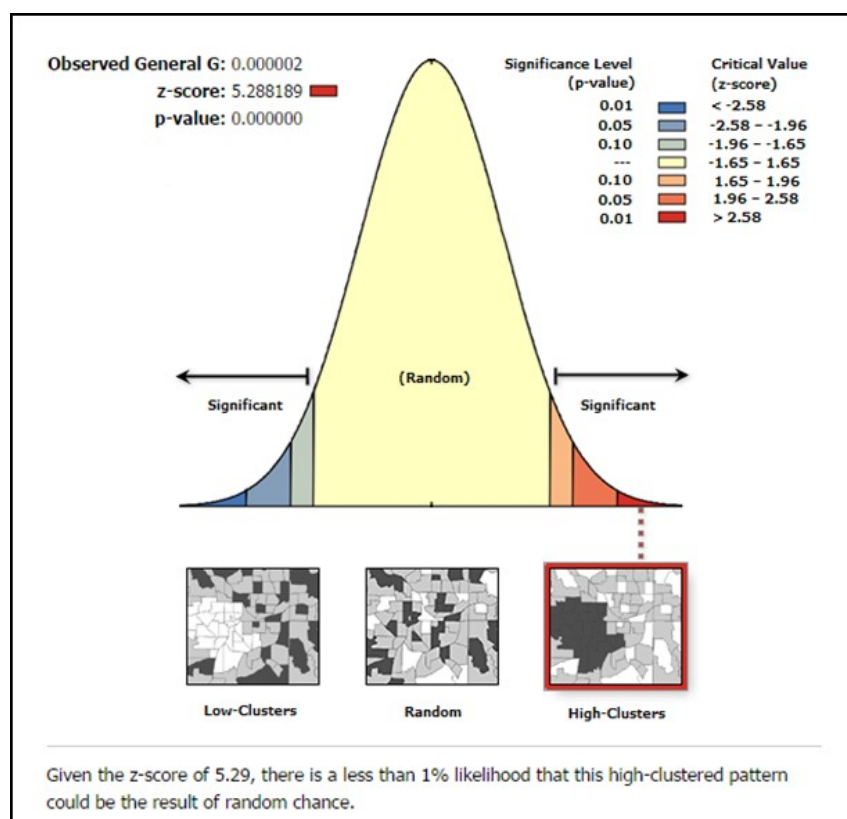 Observed General G: 0.000002
z-score: 5.288189
p-value: 0.000000
Significance Level (p-value)
Critical Value (z-score)
0.01 < -2.58
0.05 -2.58 – -1.96
0.10 -1.96 – -1.65
--- -1.65 – 1.65
0.10 1.65 – 1.96
0.05 1.96 – 2.58
0.01 > 2.58
(Random)
Significant
Significant
Low-Clusters
Random
High-Clusters
Given the z-score of 5.29, there is a less than 1% likelihood that this high-clustered pattern
could be the result of random chance.